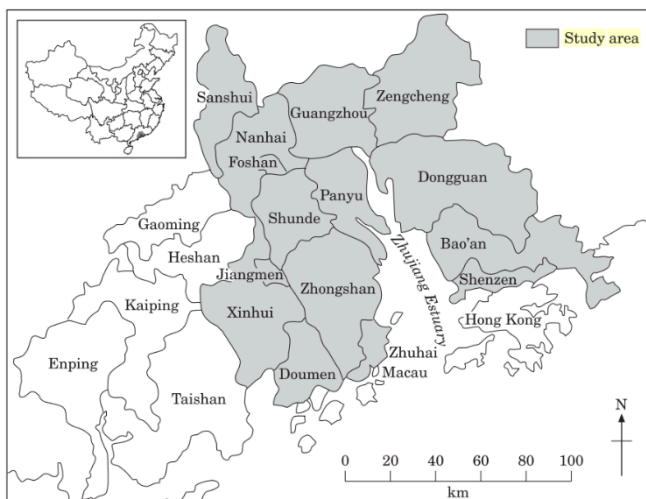 Study area
Sanshui
Guangzhou
Zengcheng
Nanhai
Foshan
Panyu
Dongguan
Gaoming
Shunde
Heshan
Bao'an
Jiangmen
Shenzen
Kaiping
Xinhui
Zhongshan
Zhujiang Estuary
Hong Kong
Enping
Zhuhai
Doumen
Macau
Taishan
N
0 20 40 60 80 100
km